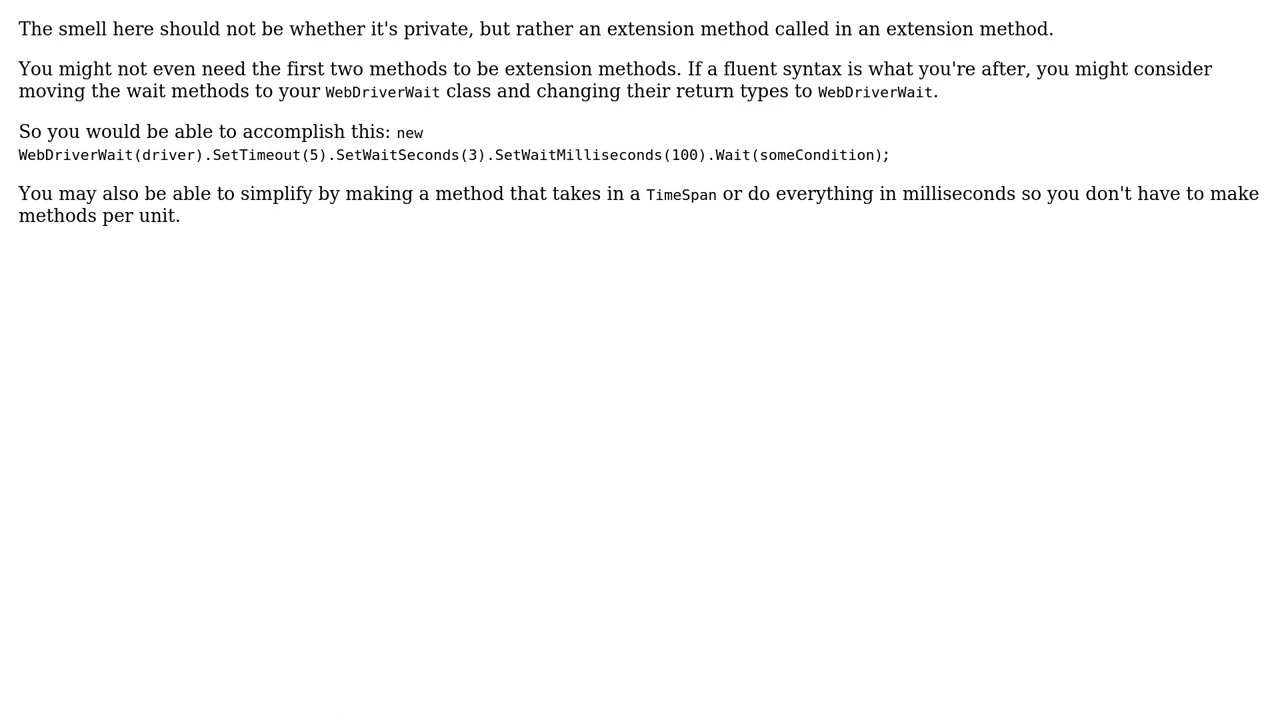 The smell here should not be whether it's private, but rather an extension method called in an extension method.
You might not even need the first two methods to be extension methods. If a fluent syntax is what you're after, you might consider
moving the wait methods to your WebDriverWait class and changing their return types to WebDriverWait.
So you would be able to accomplish this: new
WebDriverWait(driver).SetTimeout(5).SetWaitSeconds(3).SetWaitMilliseconds(100).Wait(someCondition);
You may also be able to simplify by making a method that takes in a TimeSpan or do everything in milliseconds so you don't have to make
methods per unit.